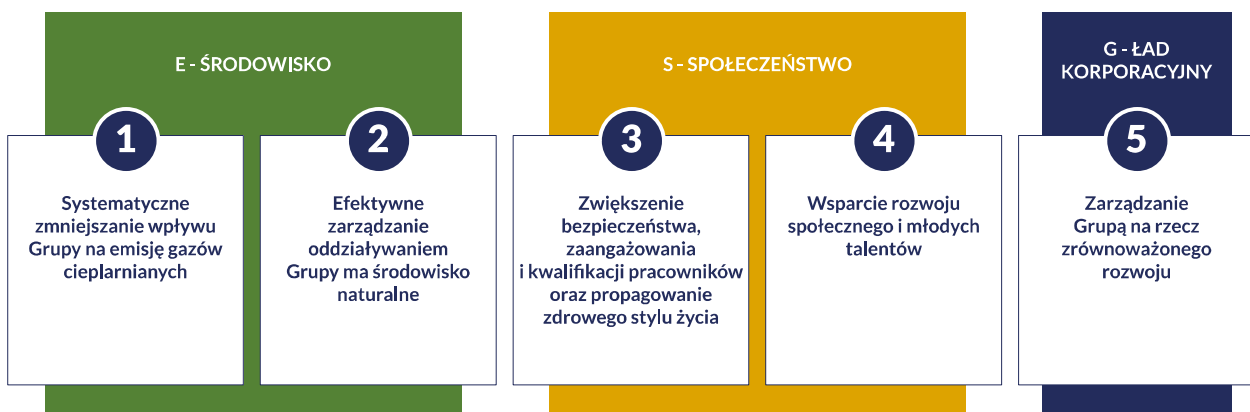 E - ŚRODOWISKO
1
Systematyczne
zmniejszanie wpływu
Grupy na emisję gazów
cieplarnianych
2
Efektywne
zarządzanie
oddziaływaniem
Grupy ma środowisko
naturalne
S - SPOŁECZEŃSTWO
3
Zwiększenie
bezpieczeństwa,
zaangażowania
i kwalifikacji pracowników
oraz propagowanie
zdrowego stylu życia
4
Wsparcie rozwoju
społecznego i młodych
talentów
G - ŁAD
KORPORACYJNY
5
Zarządzanie
Grupą na rzecz
zrównoważonego
rozwoju